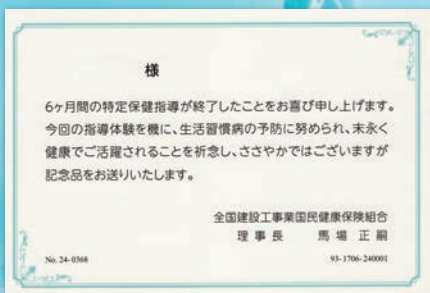 様
6ヶ月間の特定保健指導が終了したことをお喜び申し上げます。
今回の指導体験を機に、生活習慣病の予防に努められ、末永く
健康でご活躍されることを祈念し、ささやかではございますが
記念品をお送りいたします。
全国建設工事業国民健康保険組合
理事長　馬場 正嗣
No. 24-0368
93-1706-240001